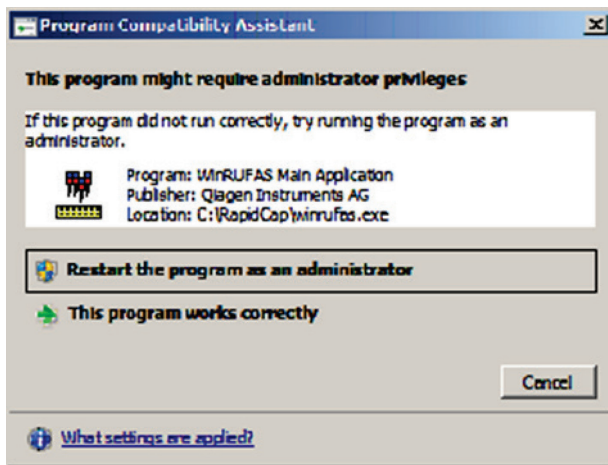 Program Compatibility Assistant
This program might require administrator privileges
If this program did not run correctly, try running the program as an
administrator.
Program: WinRUFAS Main Application
Publisher: Qiagen Instruments AG
Location: C:\RapidCap\winrufas.exe
Restart the program as an administrator
This program works correctly
Cancel
What settings are applied?